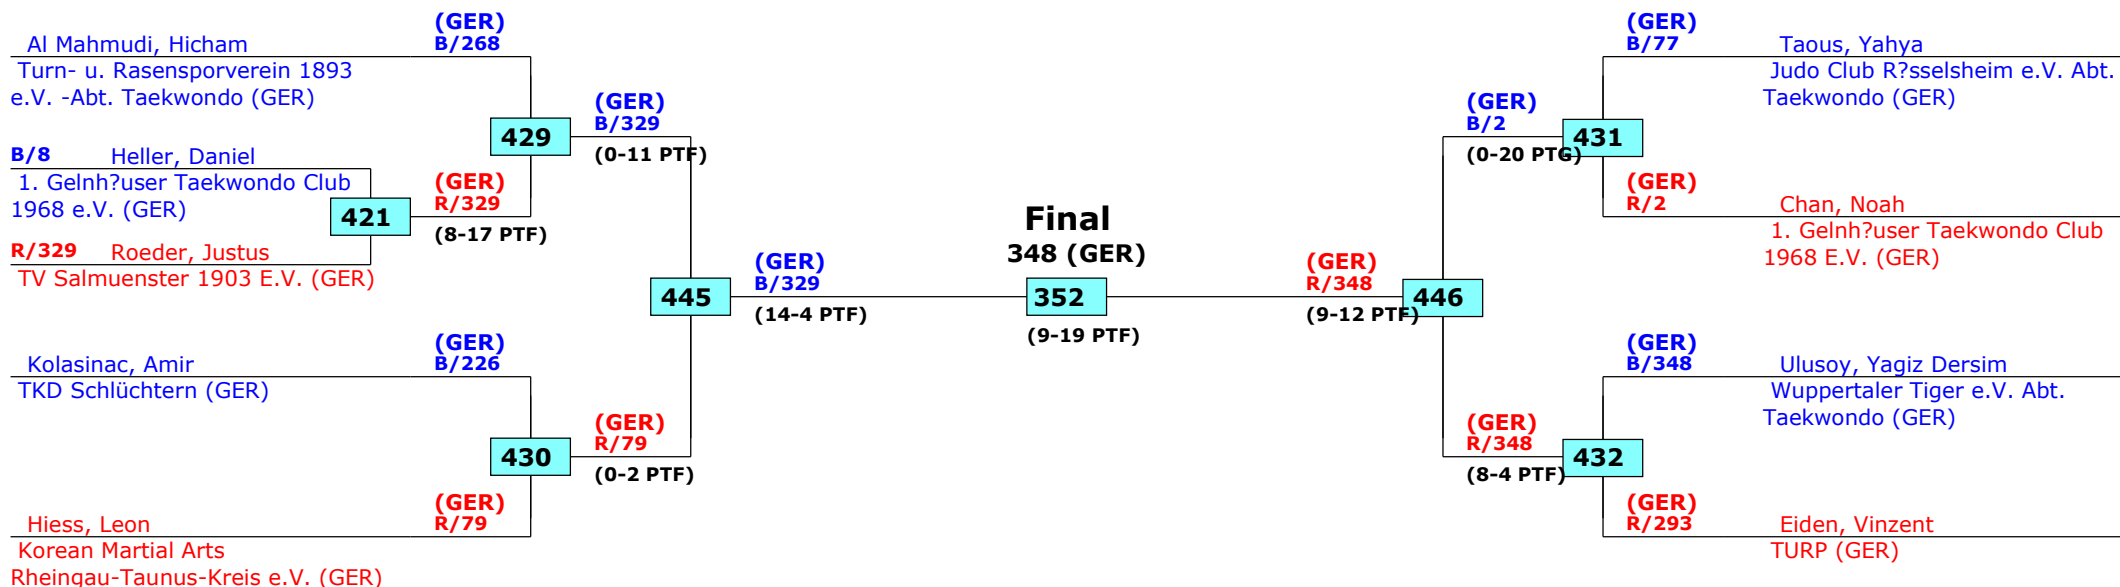 (GER)
B/268
Al Mahmudi, Hicham
Turn- u. Rasensporverein 1893
e.V. -Abt. Taekwondo (GER)
429
(GER)
B/329
(0-11 PTF)
B/8 Heller, Daniel
1. Gelnh?user Taekwondo Club
1968 e.V. (GER)
421
(GER)
R/329
(8-17 PTF)
R/329 Roeder, Justus
TV Salmuenster 1903 E.V. (GER)
445
(GER)
B/329
(14-4 PTF)
(GER)
B/226
Kolasinac, Amir
TKD Schlüchtern (GER)
430
(GER)
R/79
(0-2 PTF)
(GER)
R/79
Hiess, Leon
Korean Martial Arts
Rheingau-Taunus-Kreis e.V. (GER)
Final
348 (GER)
352
(9-19 PTF)
(GER)
R/348
(9-12 PTF)
446
(GER)
B/2
(0-20 PTG)
431
(GER)
B/77
Taous, Yahya
Judo Club R?sselsheim e.V. Abt.
Taekwondo (GER)
(GER)
R/2
Chan, Noah
1. Gelnh?user Taekwondo Club
1968 E.V. (GER)
(GER)
R/348
(8-4 PTF)
432
(GER)
B/348
Ulusoy, Yagiz Dersim
Wuppertaler Tiger e.V. Abt.
Taekwondo (GER)
(GER)
R/293
Eiden, Vinzent
TURP (GER)